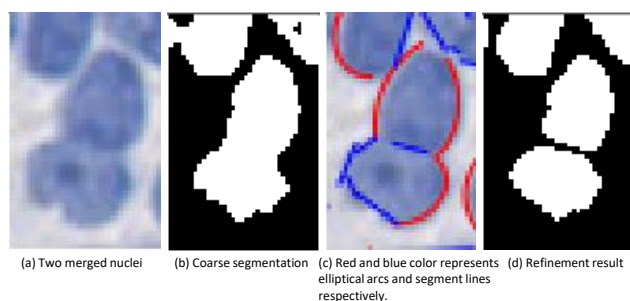 (a) Two merged nuclei
(b) Coarse segmentation
(c) Red and blue color represents
elliptical arcs and segment lines
respectively.
(d) Refinement result